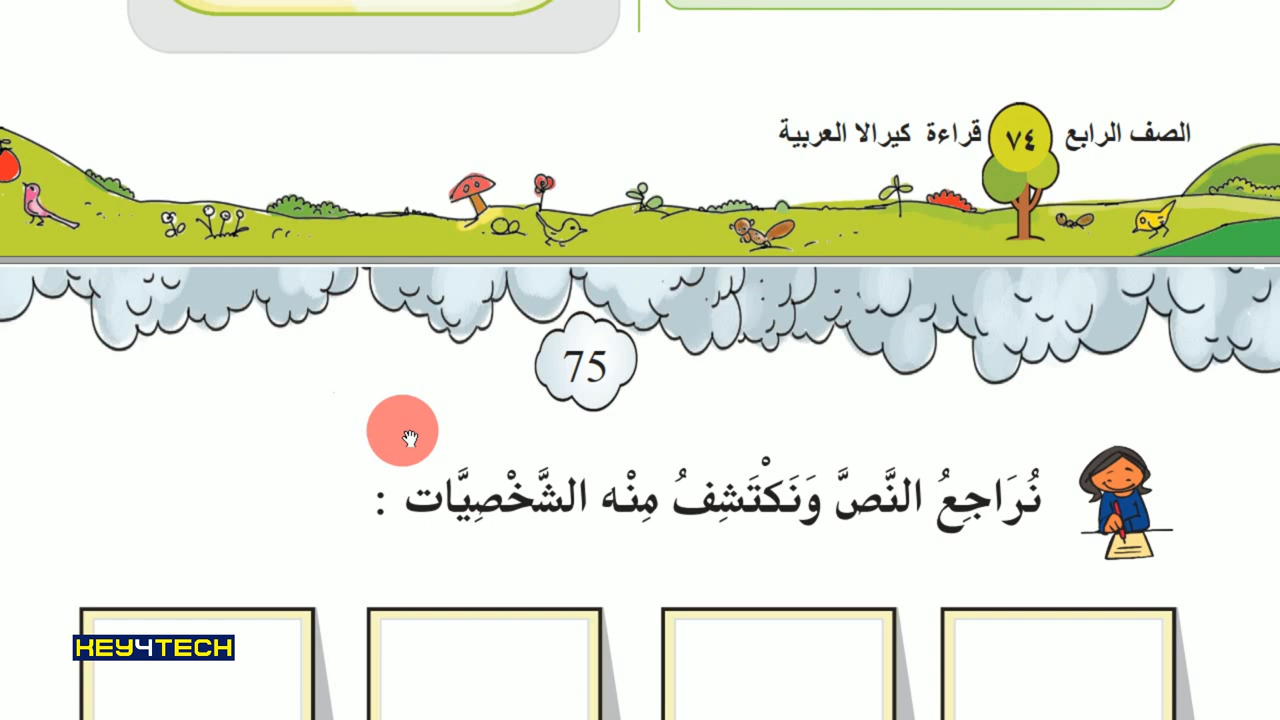 الصف الرابع ٧٤ قراءة كيرالا العربية
75
نُرَاجِعُ النَّصَّ وَنَكْتَشِفُ مِنْه الشَّخْصِيَّات :
KEY4TECH